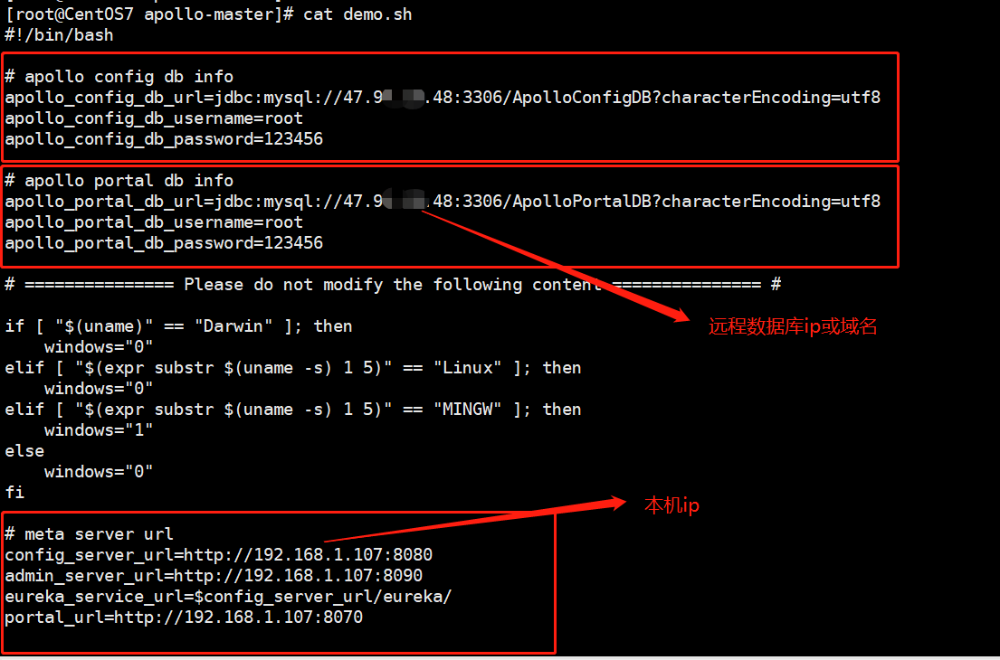 [root@CentOS7 apollo-master]# cat demo.sh
#!/bin/bash
# apollo config db info
apollo_config_db_url=jdbc:mysql://47.9 .48:3306/ApolloConfigDB?characterEncoding=utf8
apollo_config_db_username=root
apollo_config_db_password=123456
# apollo portal db info
apollo_portal_db_url=jdbc:mysql://47.9 .48:3306/ApolloPortalDB?characterEncoding=utf8
apollo_portal_db_username=root
apollo_portal_db_password=123456
# =============== Please do not modify the following content =============== #
远程数据库ip或域名
if [ "$(uname)" == "Darwin" ]; then
    windows="0"
elif [ "$(expr substr $(uname -s) 1 5)" == "Linux" ]; then
    windows="0"
elif [ "$(expr substr $(uname -s) 1 5)" == "MINGW" ]; then
    windows="1"
else
    windows="0"
fi
本机ip
# meta server url
config_server_url=http://192.168.1.107:8080
admin_server_url=http://192.168.1.107:8090
eureka_service_url=$config_server_url/eureka/
portal_url=http://192.168.1.107:8070